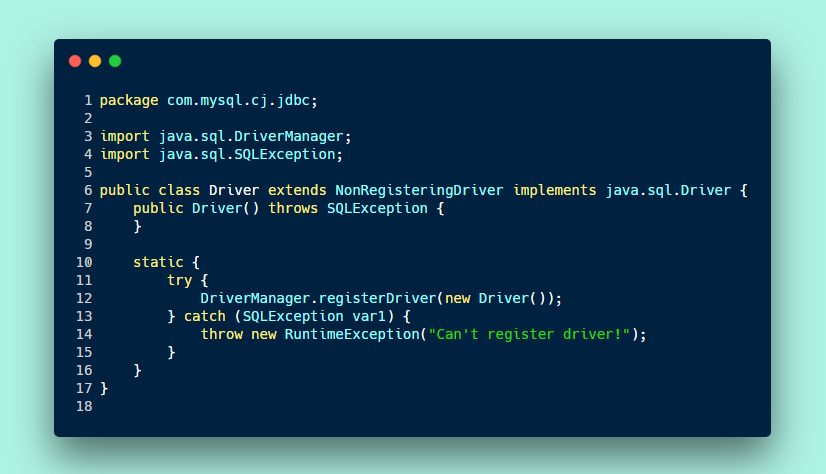 1 package com.mysql.cj.jdbc;
2
3 import java.sql.DriverManager;
4 import java.sql.SQLException;
5
6 public class Driver extends NonRegisteringDriver implements java.sql.Driver {
7     public Driver() throws SQLException {
8     }
9
10     static {
11         try {
12             DriverManager.registerDriver(new Driver());
13         } catch (SQLException var1) {
14             throw new RuntimeException("Can't register driver!");
15         }
16     }
17 }
18